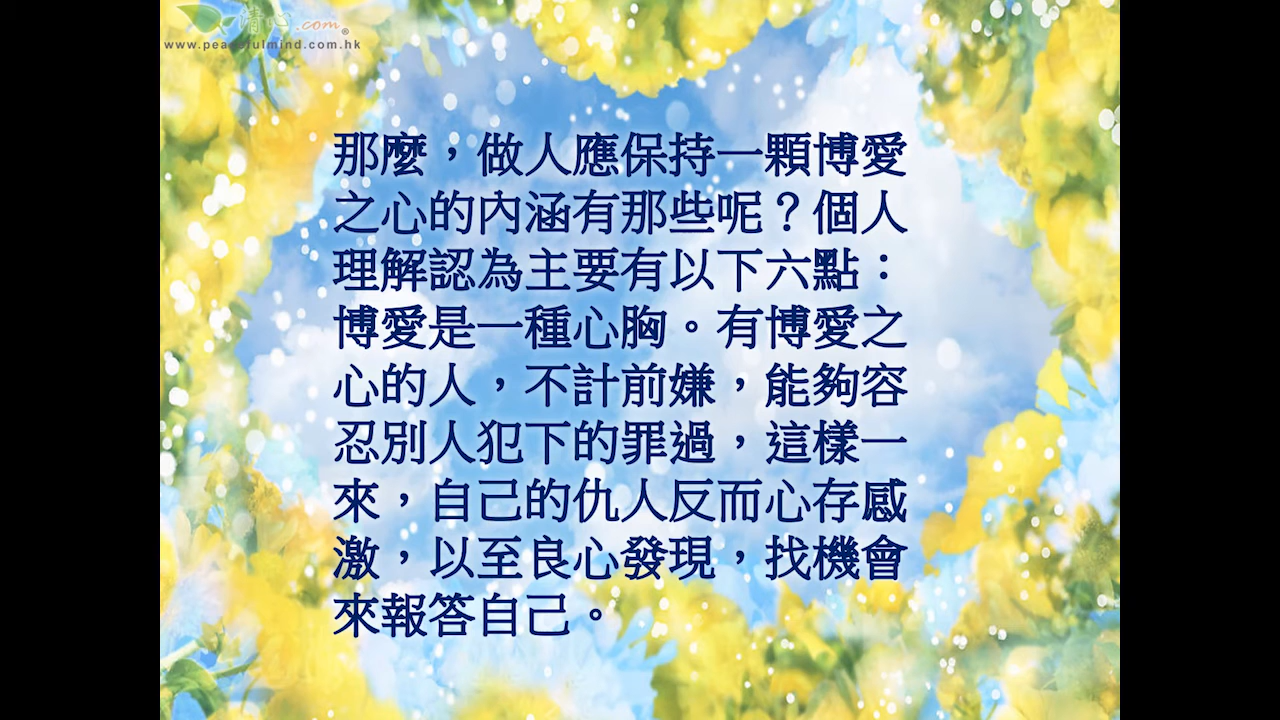 清心.com®
www.peacefulmind.com.hk
那麼，做人應保持一顆博愛
之心的內涵有那些呢？個人
理解認為主要有以下六點：
博愛是一種心胸。有博愛之
心的人，不計前嫌，能夠容
忍別人犯下的罪過，這樣一
來，自己的仇人反而心存感
激，以至良心發現，找機會
來報答自己。